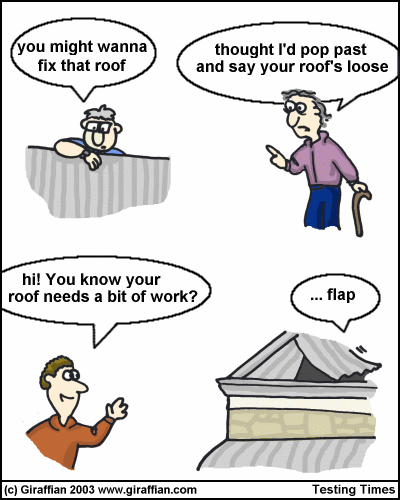 you might wanna
fix that roof
thought I'd pop past
and say your roof's loose
hi! You know your
roof needs a bit of work?
... flap
(c) Giraffian 2003 www.giraffian.com
Testing Times